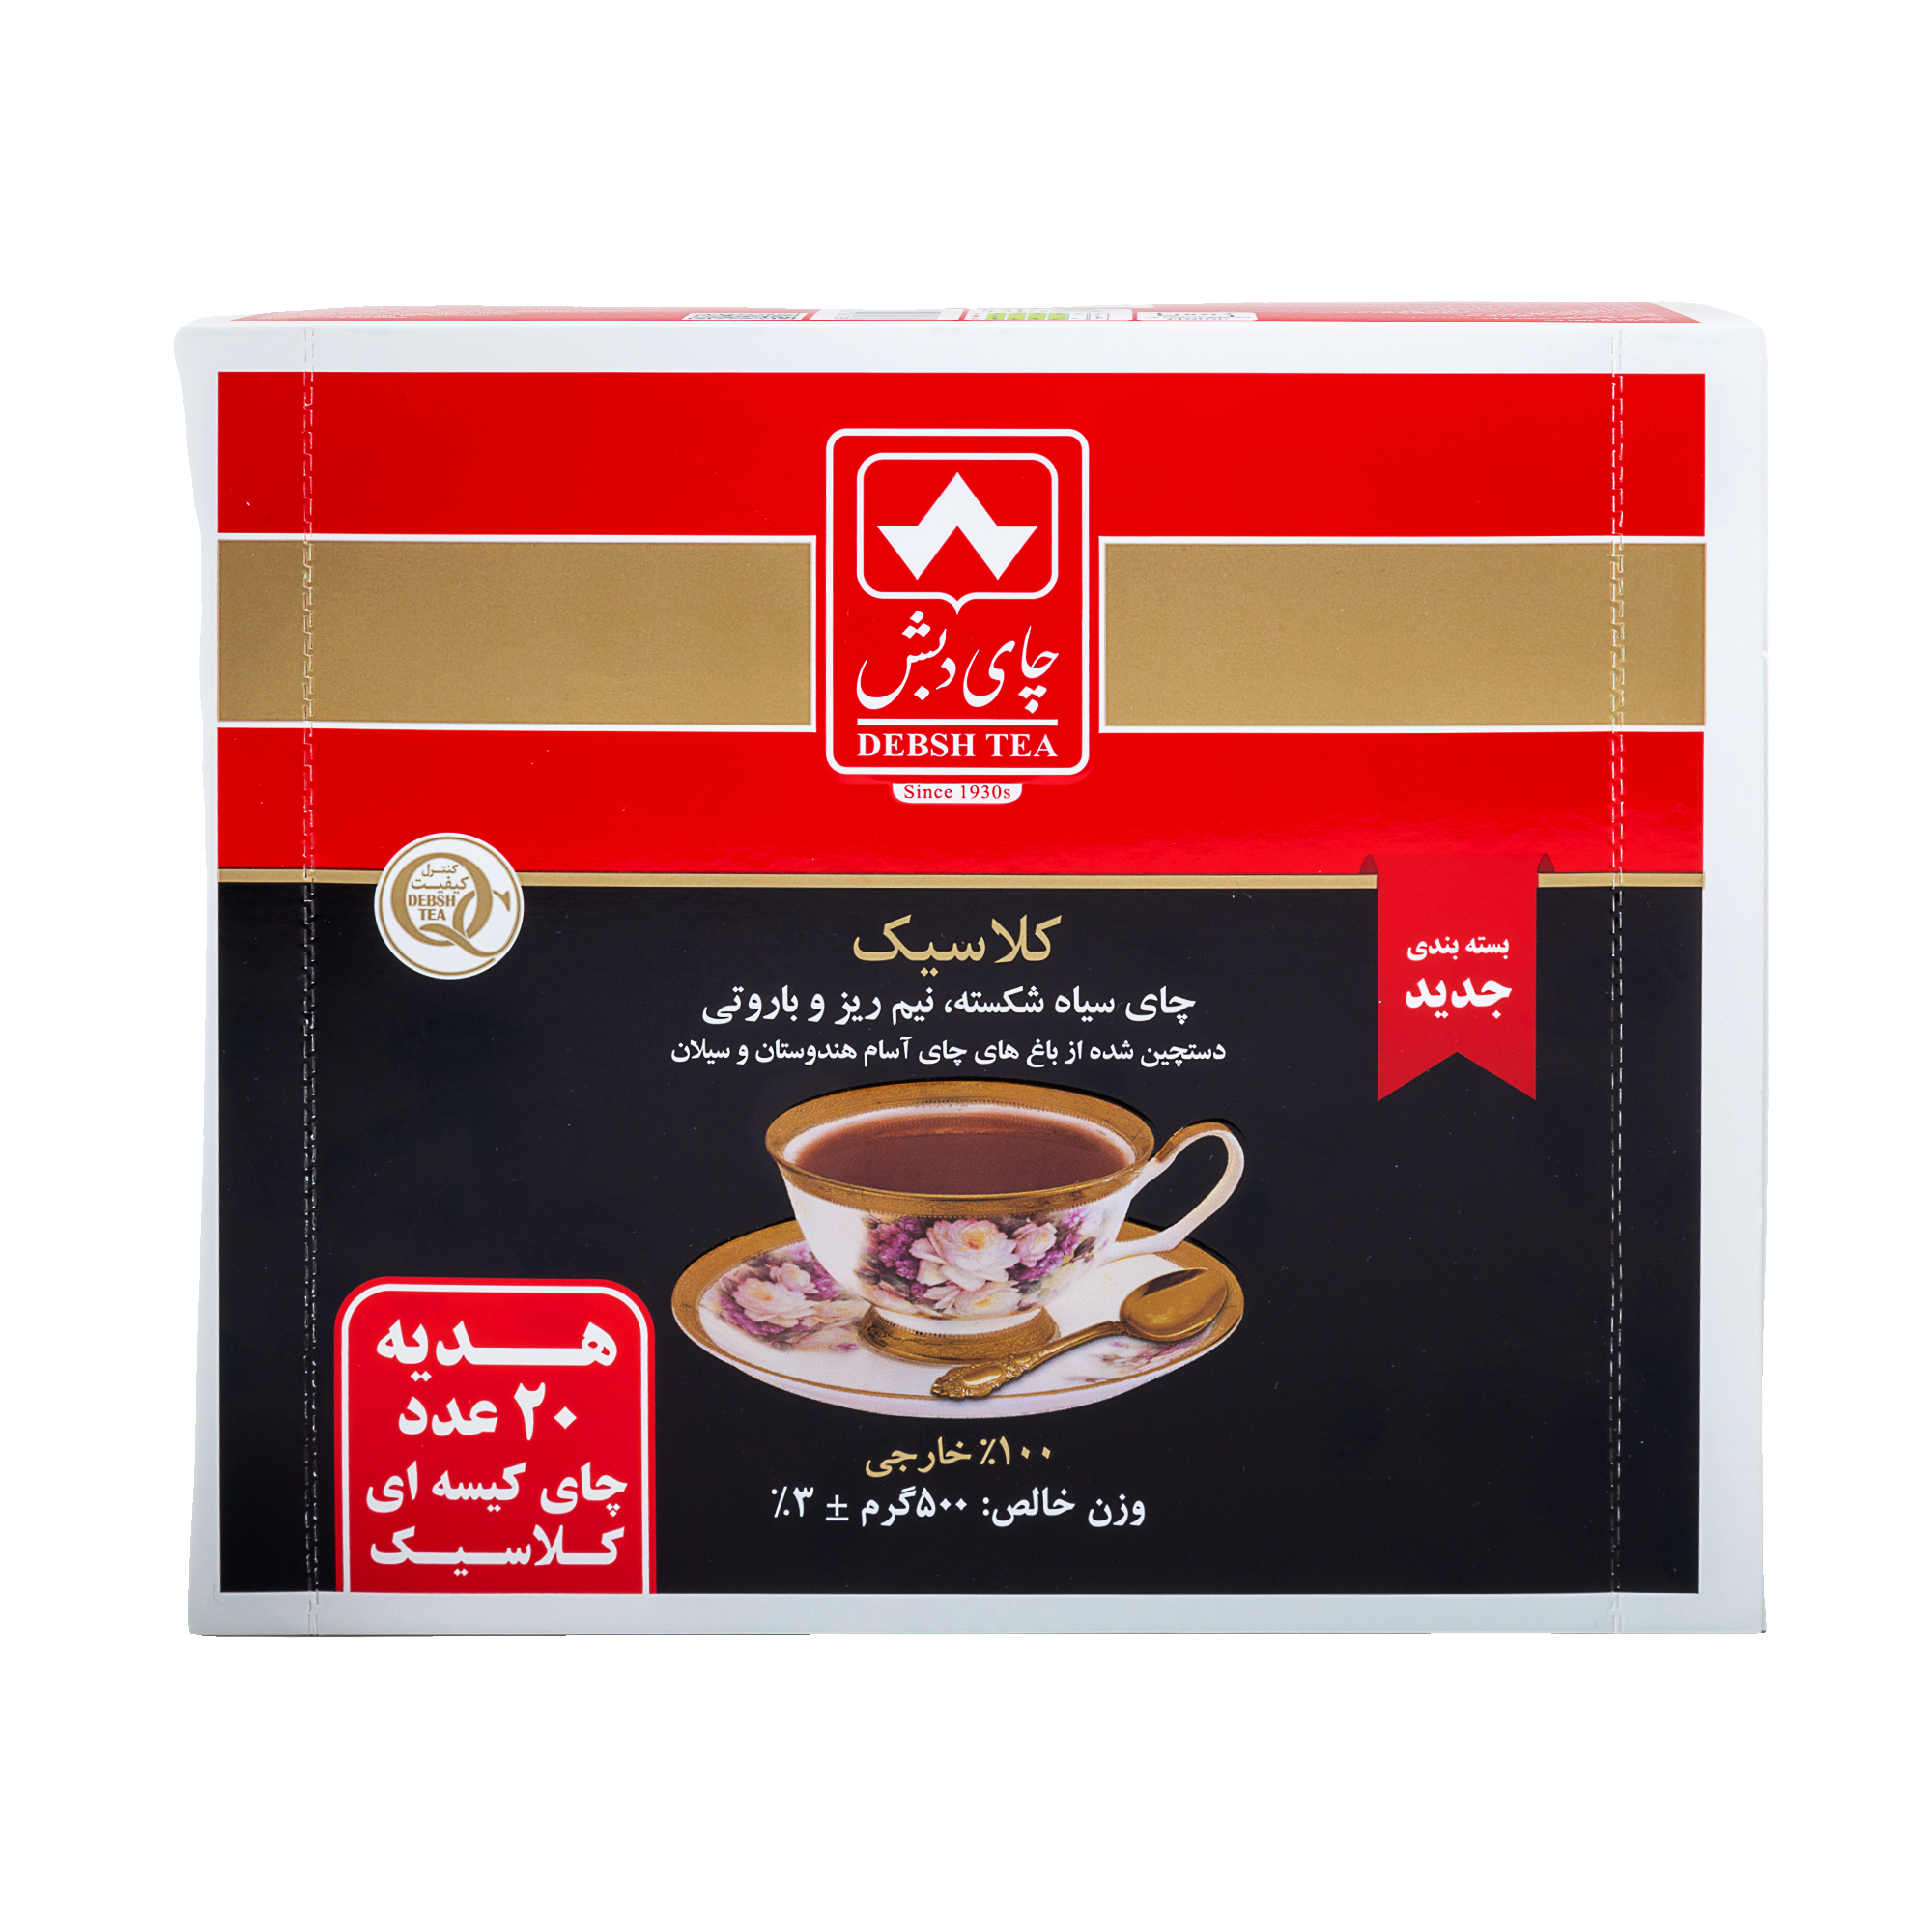 چای دبش
DEBSH TEA
Since 1930s
کنترل
کیفیت
DEBSH
TEA
کلاسیک
چای سیاه شکسته، نیم ریز و باروتی
دستچین شده از باغ های چای آسام هندوستان و سیلان
بسته بندی
جدید
هدیه
۲۰ عدد
چای کیسه ای
کلاسیک
۱۰۰٪ خارجی
وزن خالص: ۵۰۰گرم ± ۳٪